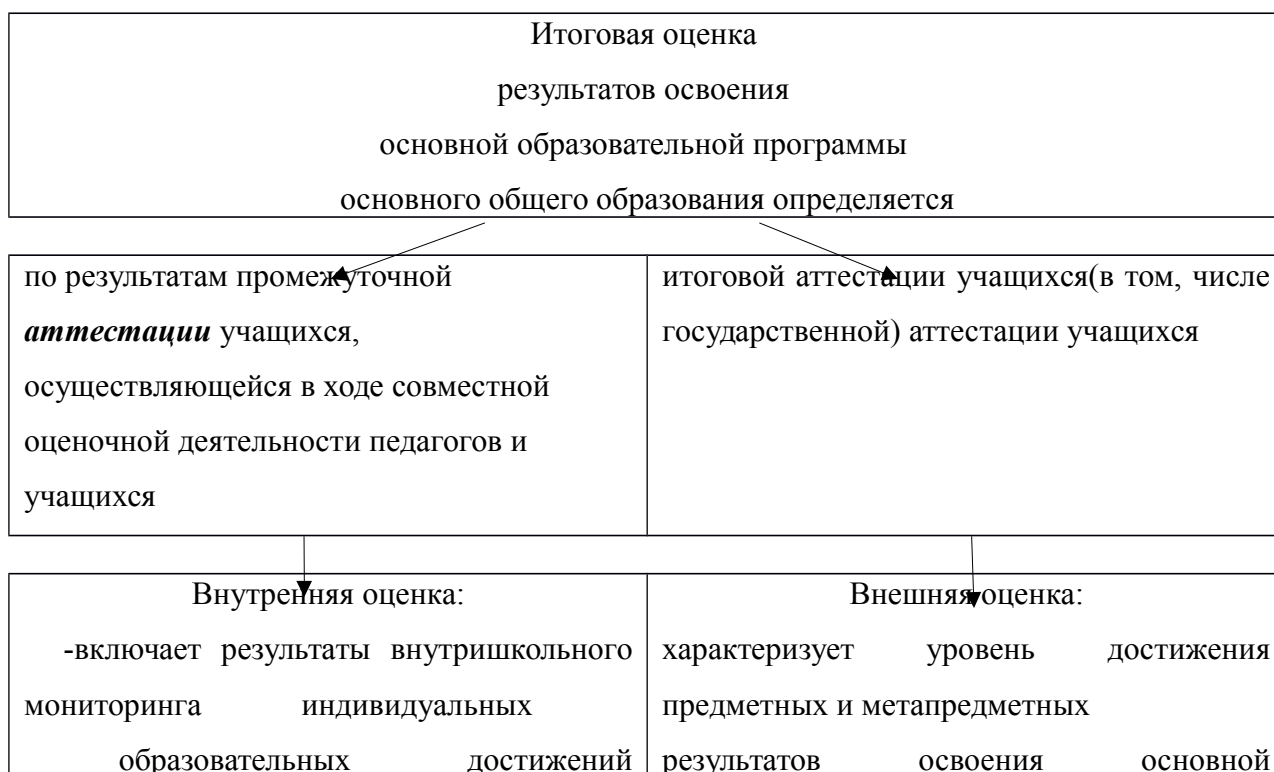 Итоговая оценка
результатов освоения
основной образовательной программы
основного общего образования определяется
по результатам промежуточной
аттестации учащихся,
осуществляющейся в ходе совместной
оценочной деятельности педагогов и
учащихся
итоговой аттестации учащихся(в том, числе
государственной) аттестации учащихся
Внутренняя оценка:
-включает результаты внутришкольного
мониторинга индивидуальных
образовательных достижений
Внешняя оценка:
характеризует уровень достижения
предметных и метапредметных
результатов освоения основной